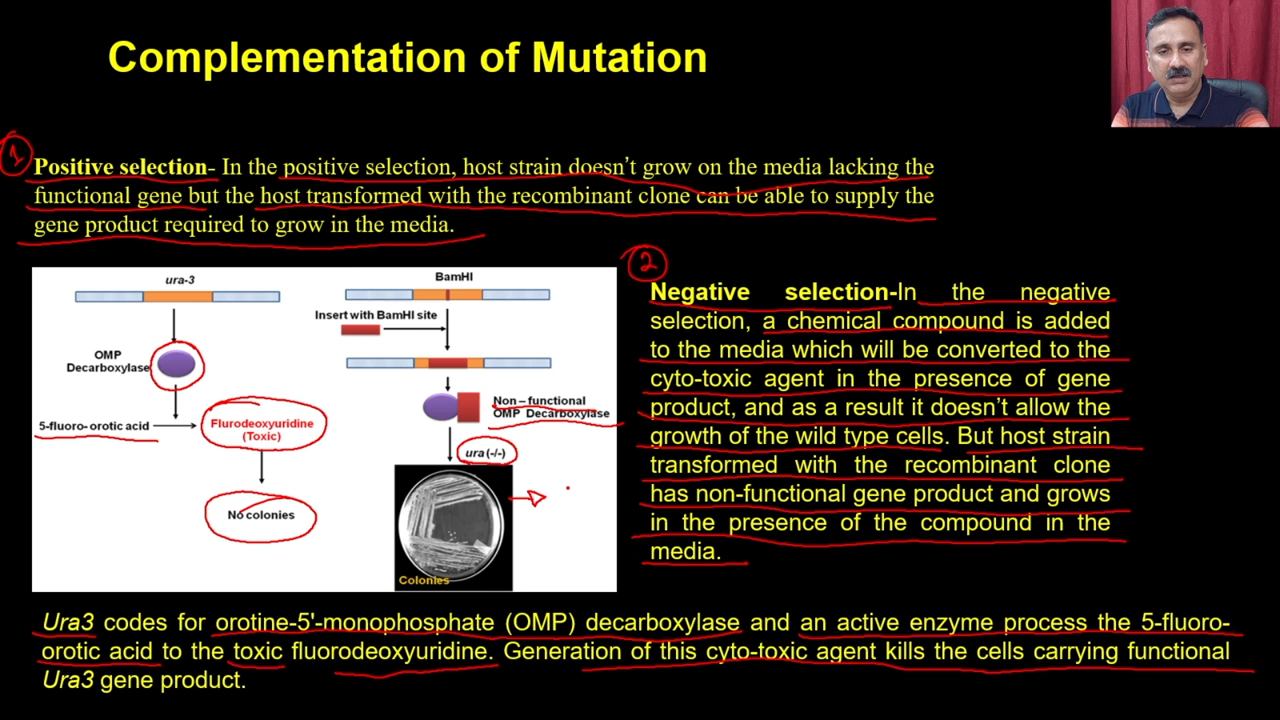 Complementation of Mutation
1
Positive selection- In the positive selection, host strain doesn't grow on the media lacking the
functional gene but the host transformed with the recombinant clone can be able to supply the
gene product required to grow in the media.
ura-3
OMP
Decarboxylase
5-fluoro- orotic acid
Flurodeoxyuridine
(Toxic)
No colonies
BamHI
Insert with BamHI site
Non – functional
OMP Decarboxylase
ura (-/-)
Colonies
2
Negative selection-In the negative
selection, a chemical compound is added
to the media which will be converted to the
cyto-toxic agent in the presence of gene
product, and as a result it doesn't allow the
growth of the wild type cells. But host strain
transformed with the recombinant clone
has non-functional gene product and grows
in the presence of the compound in the
media.
Ura3 codes for orotine-5'-monophosphate (OMP) decarboxylase and an active enzyme process the 5-fluoro-
orotic acid to the toxic fluorodeoxyuridine. Generation of this cyto-toxic agent kills the cells carrying functional
Ura3 gene product.